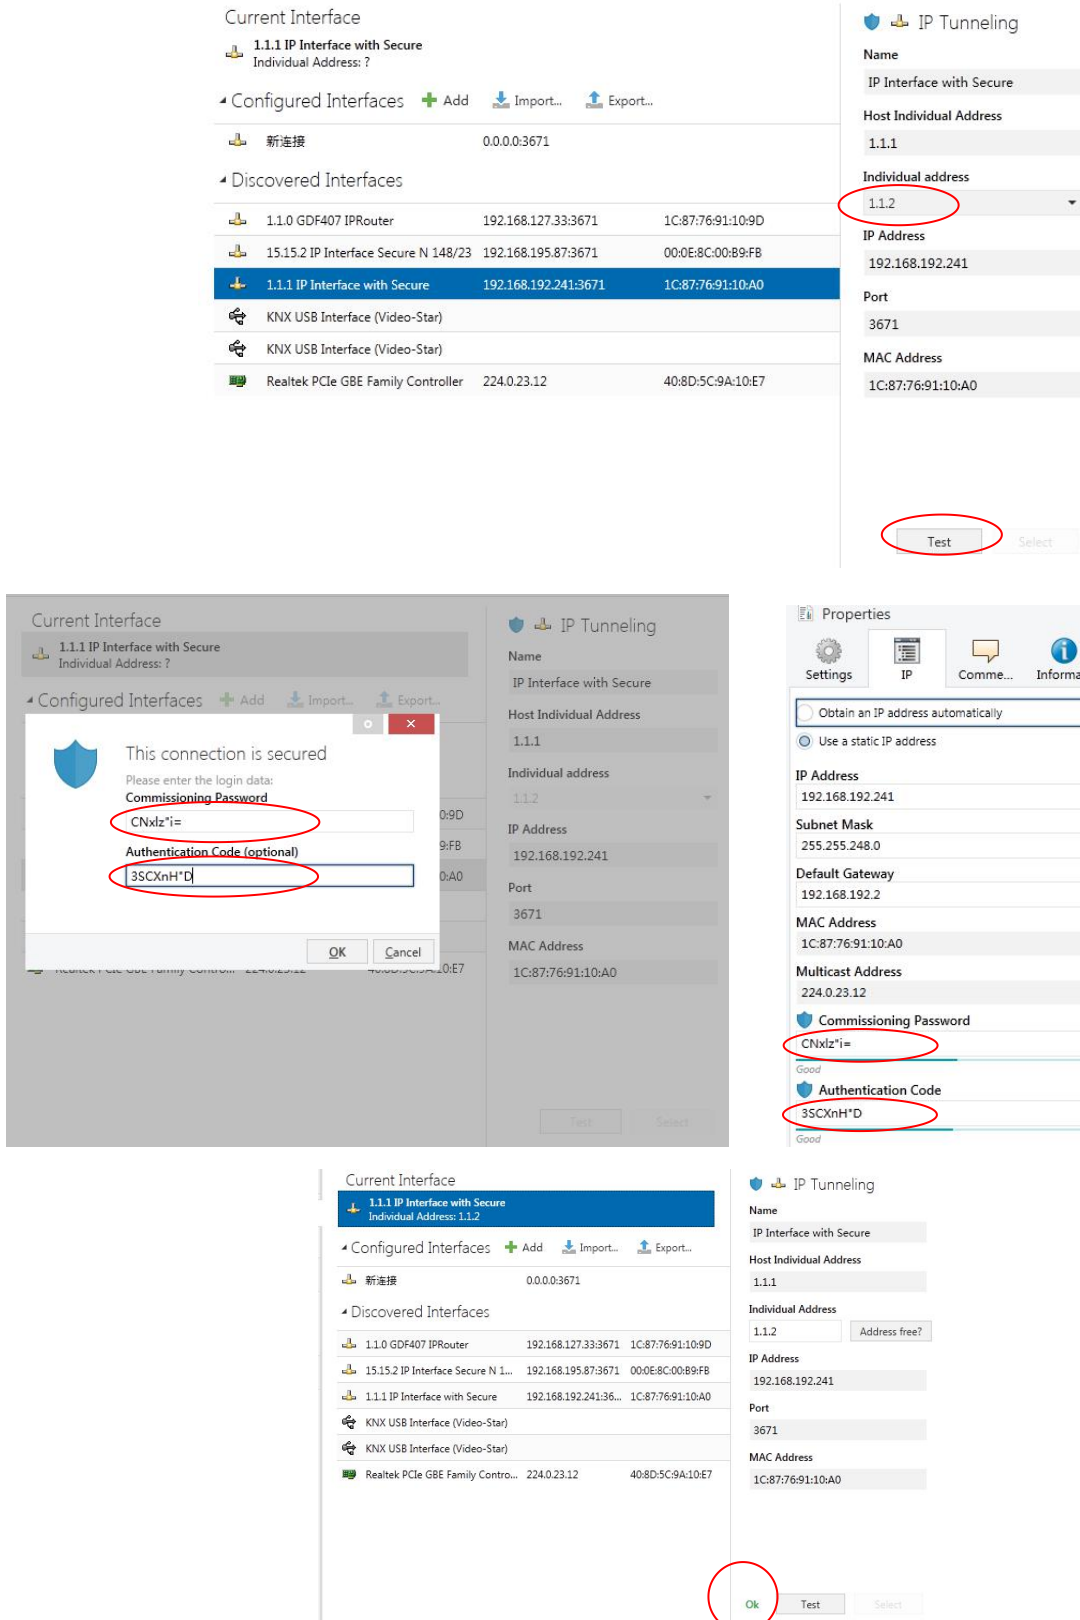 Current Interface
1.1.1 IP Interface with Secure
Individual Address: ?
Configured Interfaces Add Import... Export...
新连接 0.0.0.0:3671
Discovered Interfaces
1.1.0 GDF407 IPRouter 192.168.127.33:3671 1C:87:76:91:10:9D
15.15.2 IP Interface Secure N 148/23 192.168.195.87:3671 00:0E:8C:00:B9:FB
1.1.1 IP Interface with Secure 192.168.192.241:3671 1C:87:76:91:10:A0
KNX USB Interface (Video-Star)
KNX USB Interface (Video-Star)
Realtek PCIe GBE Family Controller 224.0.23.12 40:8D:5C:9A:10:E7
IP Tunneling
Name
IP Interface with Secure
Host Individual Address
1.1.1
Individual address
1.1.2
IP Address
192.168.192.241
Port
3671
MAC Address
1C:87:76:91:10:A0
Test Select
Current Interface
1.1.1 IP Interface with Secure
Individual Address: ?
Configured Interfaces Add Import... Export...
This connection is secured
Please enter the login data:
Commissioning Password
CNxlz"i=
Authentication Code (optional)
3SCXnH*D
OK Cancel
0:9D
9:FB
0:A0
IP Tunneling
Name
IP Interface with Secure
Host Individual Address
1.1.1
Individual address
1.1.2
IP Address
192.168.192.241
Port
3671
MAC Address
1C:87:76:91:10:A0
Test Select
Properties
Settings IP Comme... Informa
Obtain an IP address automatically
Use a static IP address
IP Address
192.168.192.241
Subnet Mask
255.255.248.0
Default Gateway
192.168.192.2
MAC Address
1C:87:76:91:10:A0
Multicast Address
224.0.23.12
Commissioning Password
CNxlz"i=
Good
Authentication Code
3SCXnH*D
Good
Current Interface
1.1.1 IP Interface with Secure
Individual Address: 1.1.2
Configured Interfaces Add Import... Export...
新连接 0.0.0.0:3671
Discovered Interfaces
1.1.0 GDF407 IPRouter 192.168.127.33:3671 1C:87:76:91:10:9D
15.15.2 IP Interface Secure N 1... 192.168.195.87:3671 00:0E:8C:00:B9:FB
1.1.1 IP Interface with Secure 192.168.192.241:36... 1C:87:76:91:10:A0
KNX USB Interface (Video-Star)
KNX USB Interface (Video-Star)
Realtek PCIe GBE Family Contro... 224.0.23.12 40:8D:5C:9A:10:E7
IP Tunneling
Name
IP Interface with Secure
Host Individual Address
1.1.1
Individual Address
1.1.2 Address free?
IP Address
192.168.192.241
Port
3671
MAC Address
1C:87:76:91:10:A0
Ok Test Select